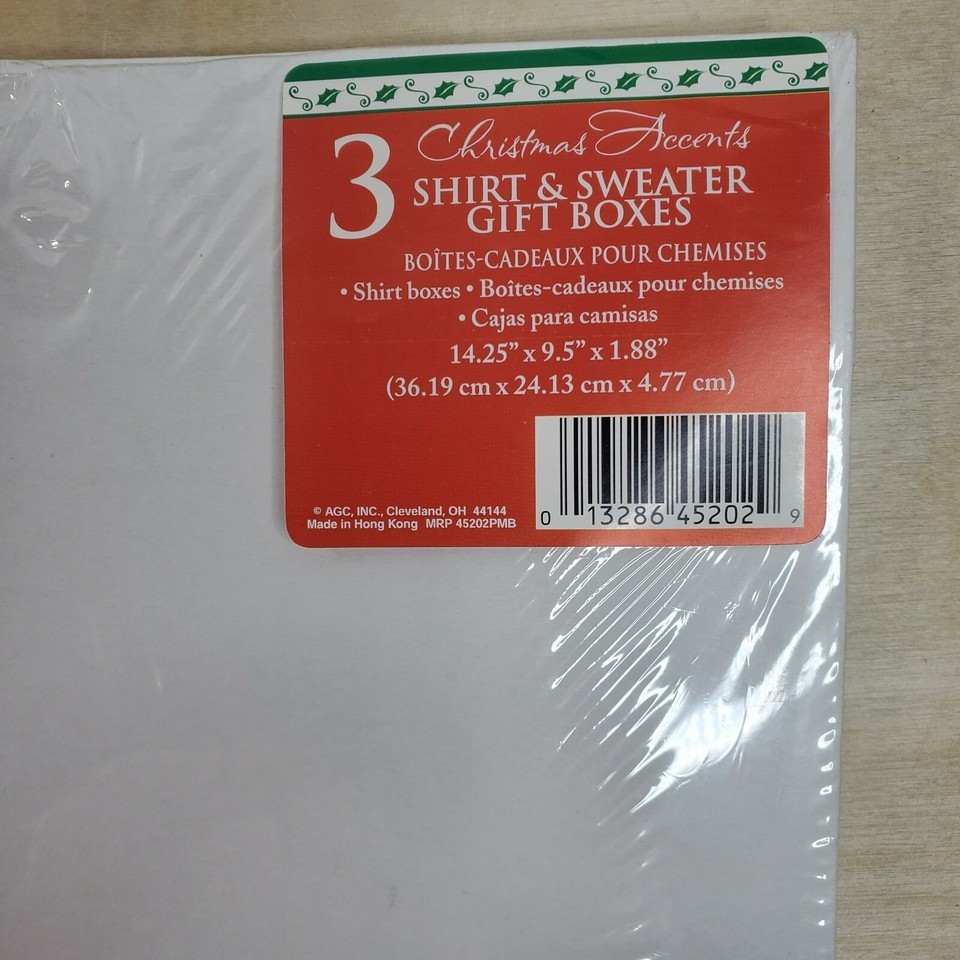 3
Christmas Accents
SHIRT & SWEATER
GIFT BOXES
BOÎTES-CADEAUX POUR CHEMISES
• Shirt boxes • Boîtes-cadeaux pour chemises
• Cajas para camisas
14.25” x 9.5” x 1.88”
(36.19 cm x 24.13 cm x 4.77 cm)
© AGC, INC., Cleveland, OH 44144
Made in Hong Kong MRP 45202PMB
0 13286 45202 9